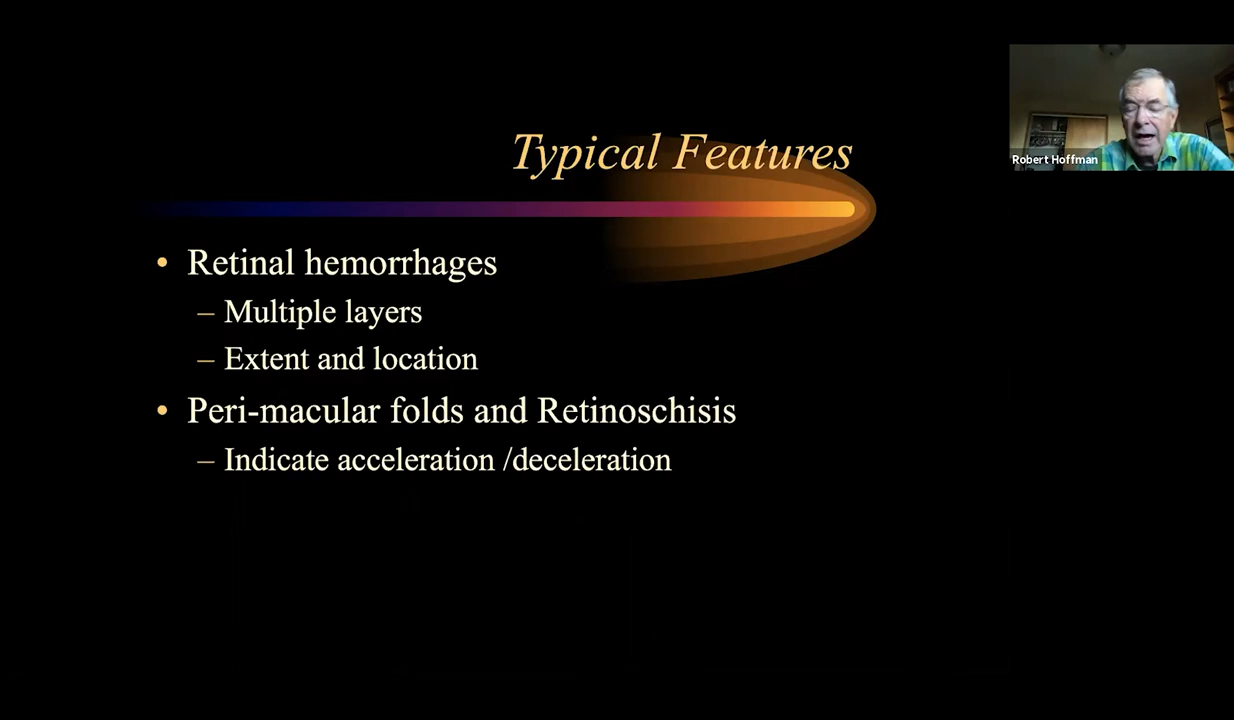 Typical Features
Robert Hoffman
• Retinal hemorrhages
– Multiple layers
– Extent and location
• Peri-macular folds and Retinoschisis
– Indicate acceleration /deceleration